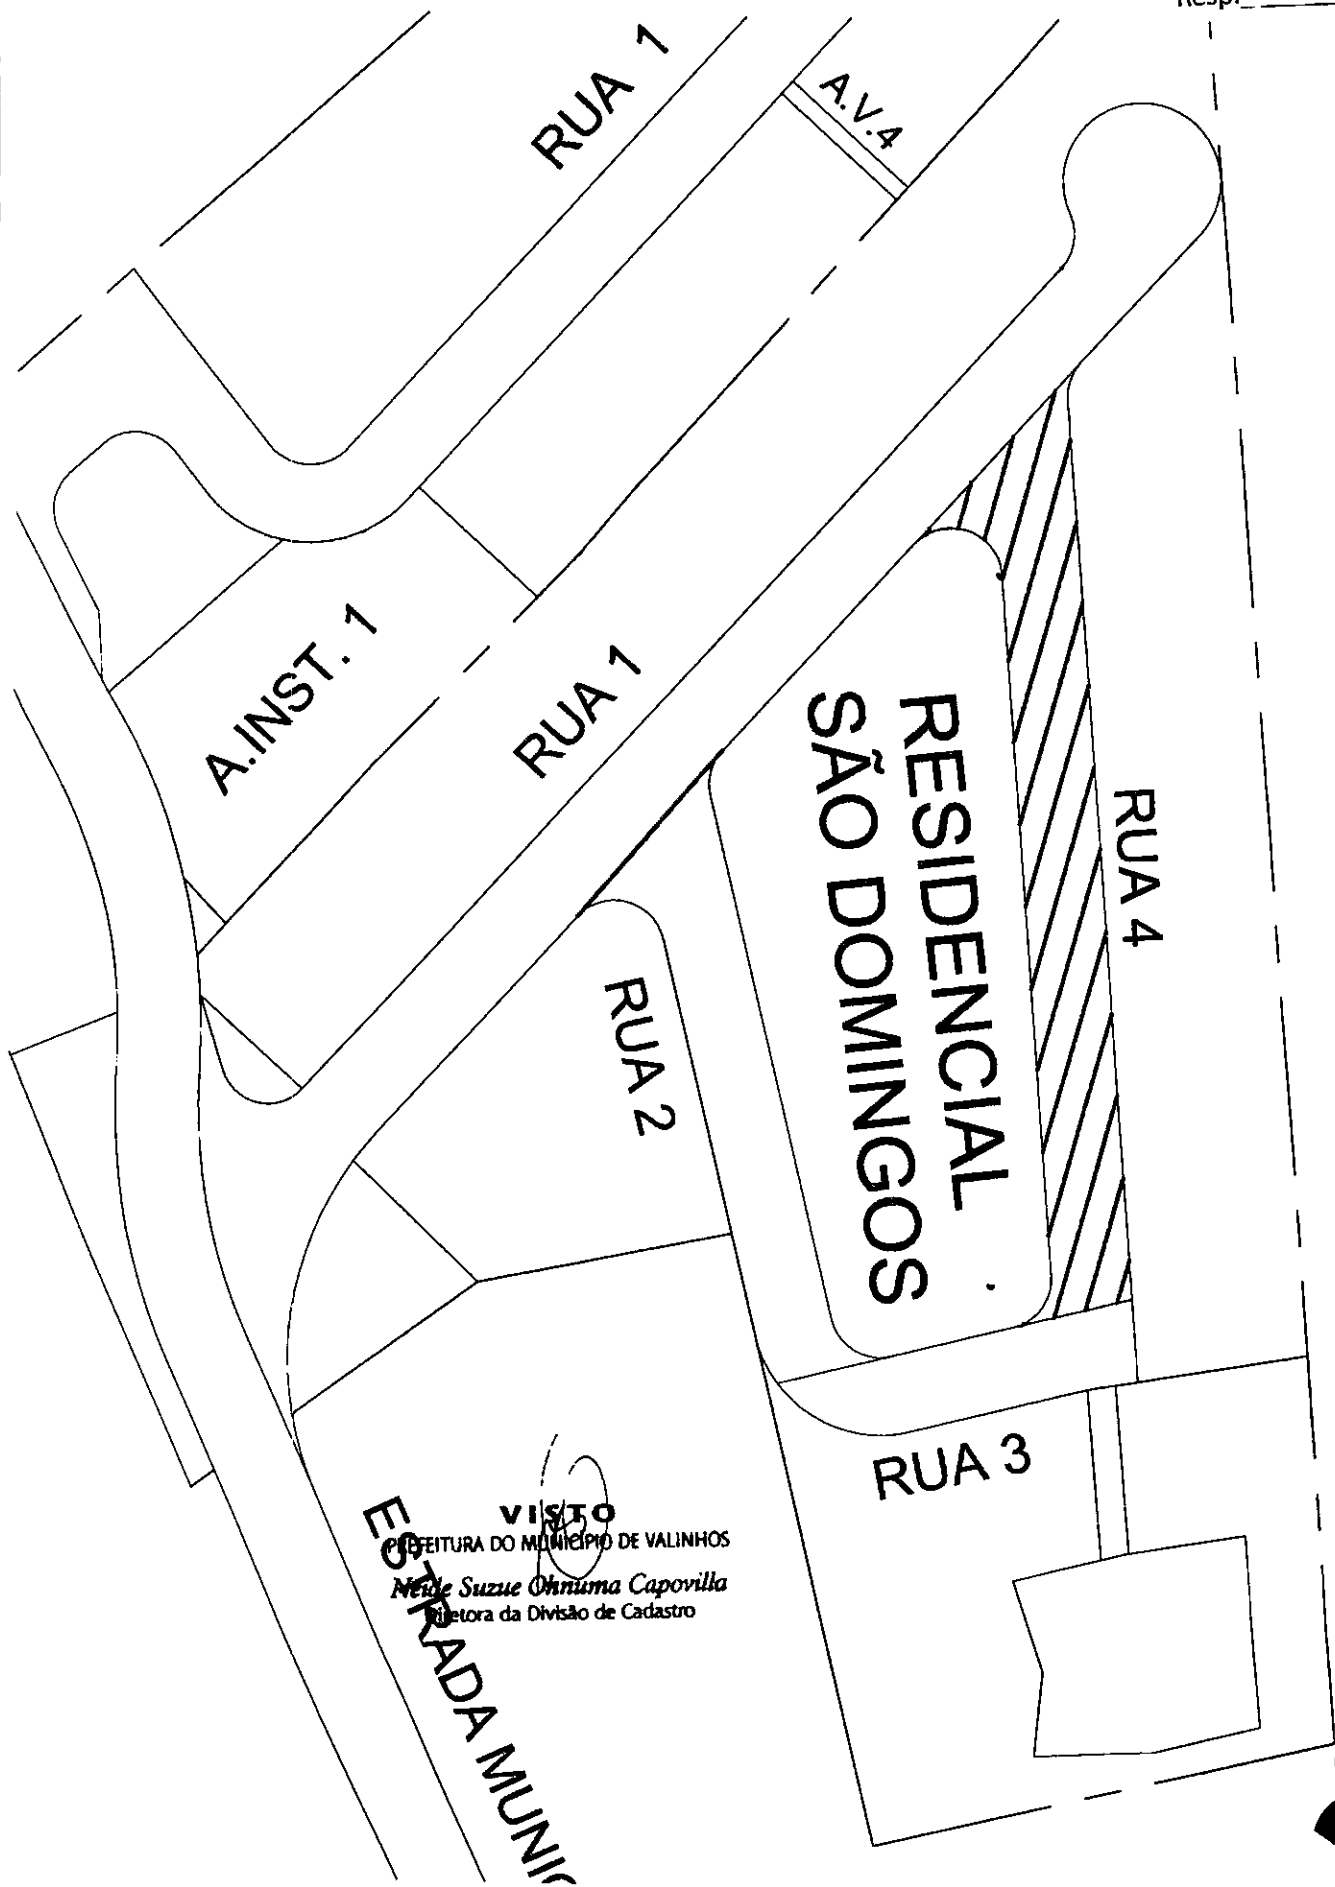 Resp.
RUA 1
A.V.4
A.INST. 1
RUA 1
RESIDENCIAL
SÃO DOMINGOS
RUA 4
RUA 2
RUA 3
VISTO
PREFEITURA DO MUNICÍPIO DE VALINHOS
Neide Suzue Ohnuma Capovilla
Diretora da Divisão de Cadastro
ESTRADA MUNIC